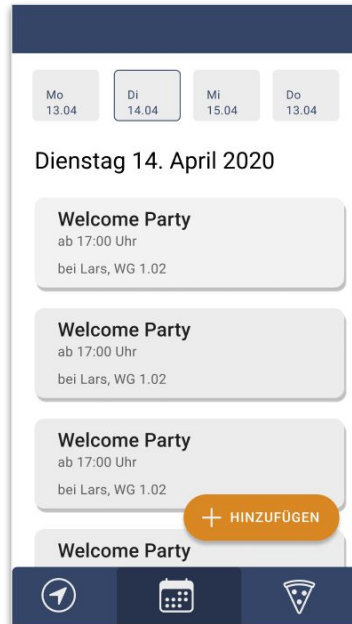 Mo Di Mi Do
13.04 14.04 15.04 13.04
Dienstag 14. April 2020
Welcome Party
ab 17:00 Uhr
bei Lars, WG 1.02
Welcome Party
ab 17:00 Uhr
bei Lars, WG 1.02
Welcome Party
ab 17:00 Uhr
bei Lars, WG 1.02
HINZUFÜGEN
Welcome Party